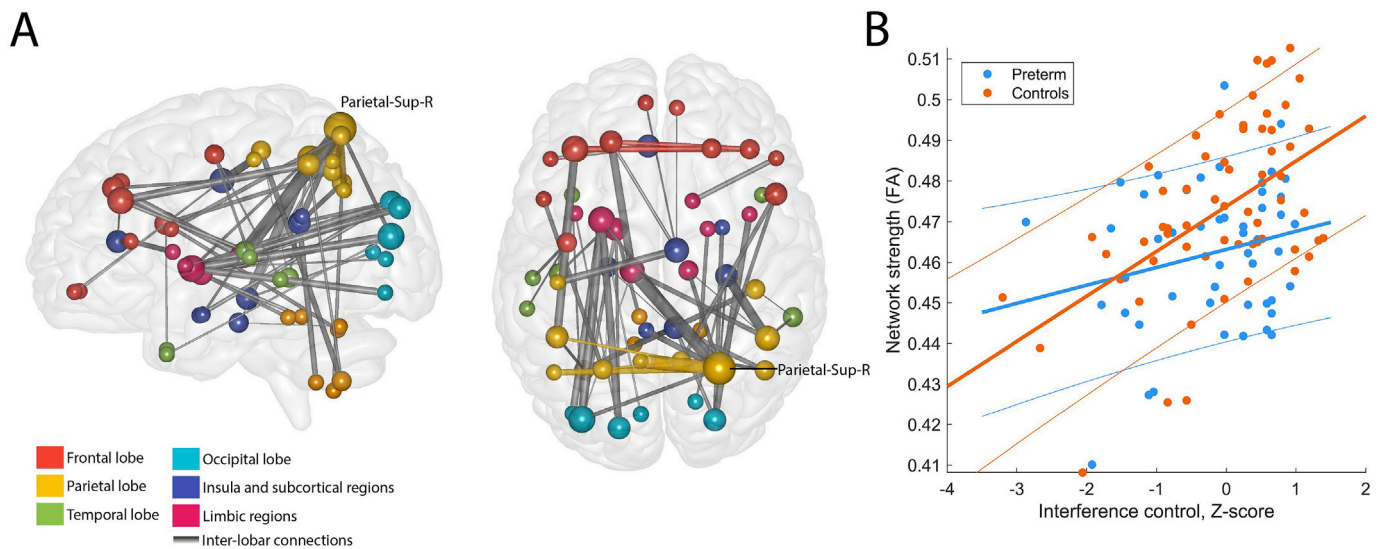 A
B
Parietal-Sup-R
Parietal-Sup-R
Frontal lobe
Parietal lobe
Temporal lobe
Occipital lobe
Insula and subcortical regions
Limbic regions
Inter-lobar connections
Network strength (FA)
0.51
0.5
0.49
0.48
0.47
0.46
0.45
0.44
0.43
0.42
0.41
Preterm
Controls
-4 -3 -2 -1 0 1 2
Interference control, Z-score